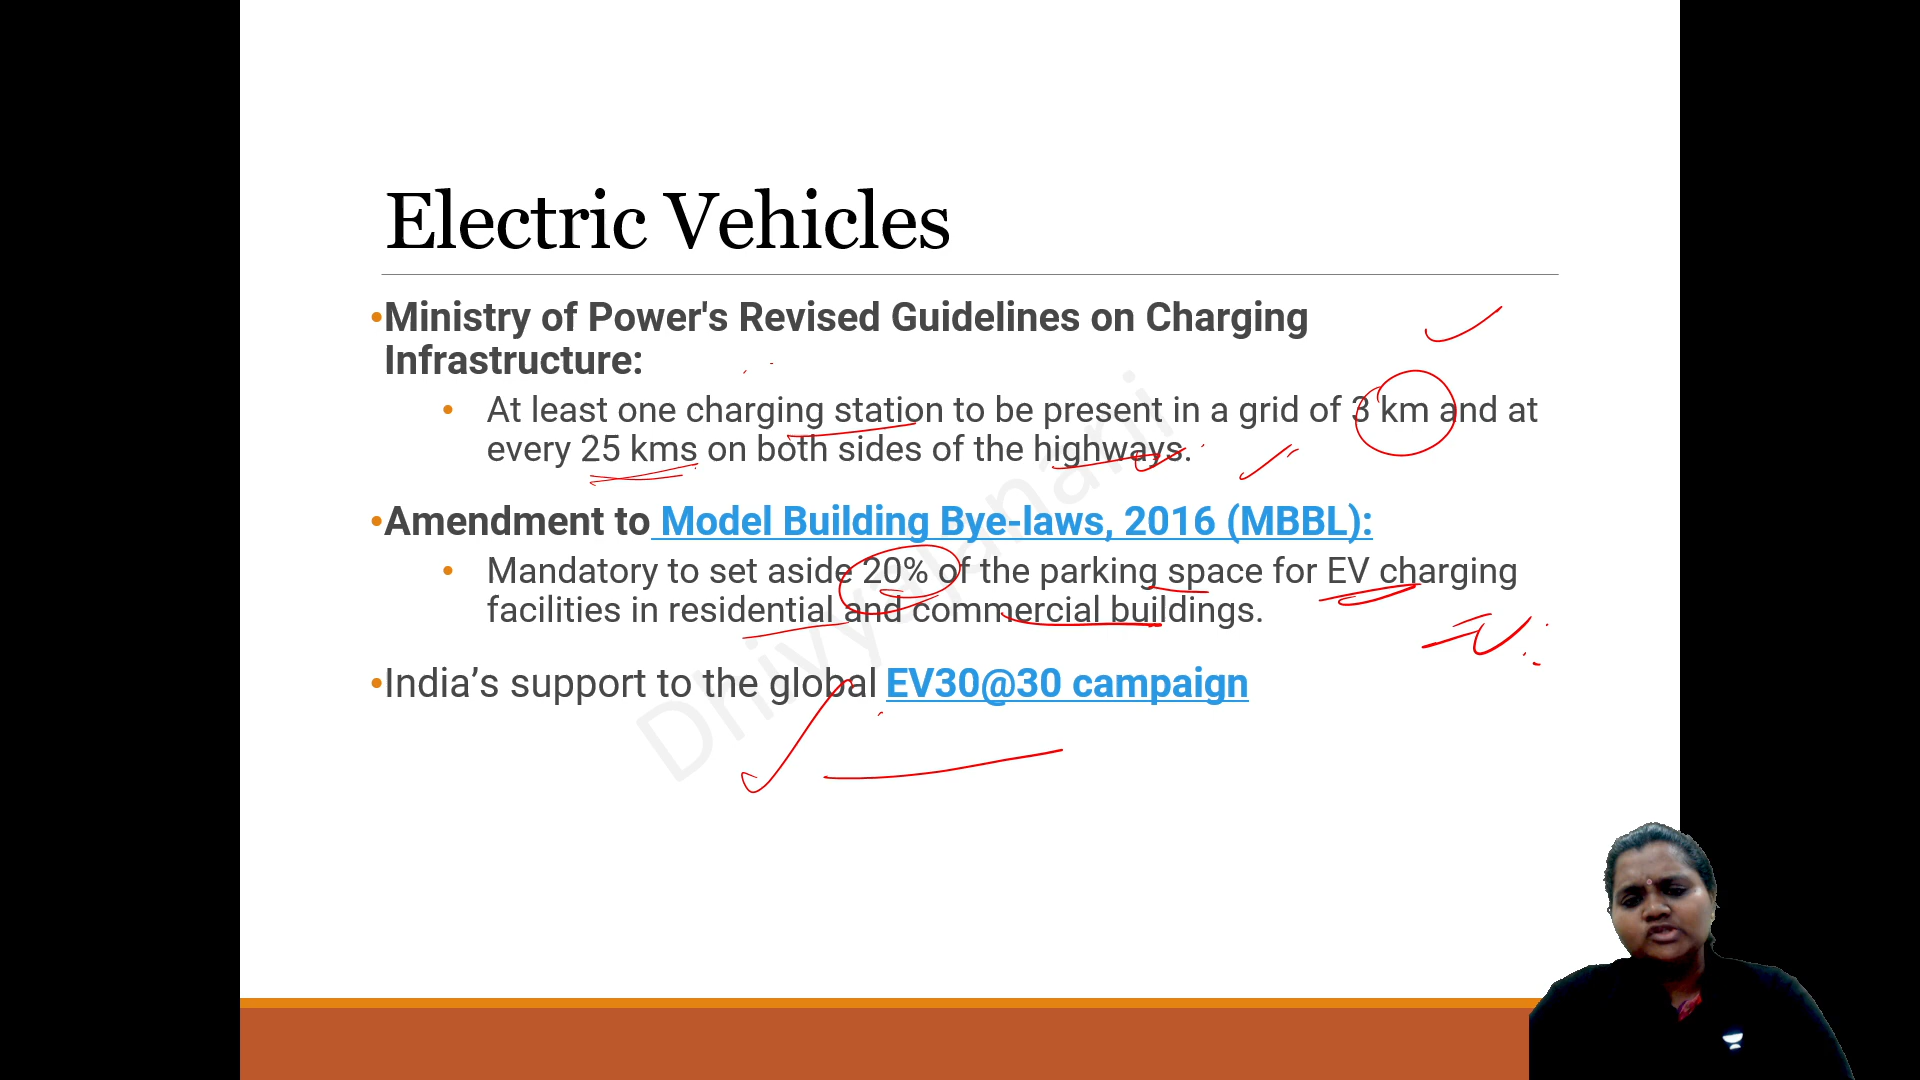 Electric Vehicles
•Ministry of Power's Revised Guidelines on Charging
Infrastructure:
• At least one charging station to be present in a grid of 3 km and at
every 25 kms on both sides of the highways.
•Amendment to Model Building Bye-laws, 2016 (MBBL):
• Mandatory to set aside 20% of the parking space for EV charging
facilities in residential and commercial buildings.
•India’s support to the global EV30@30 campaign